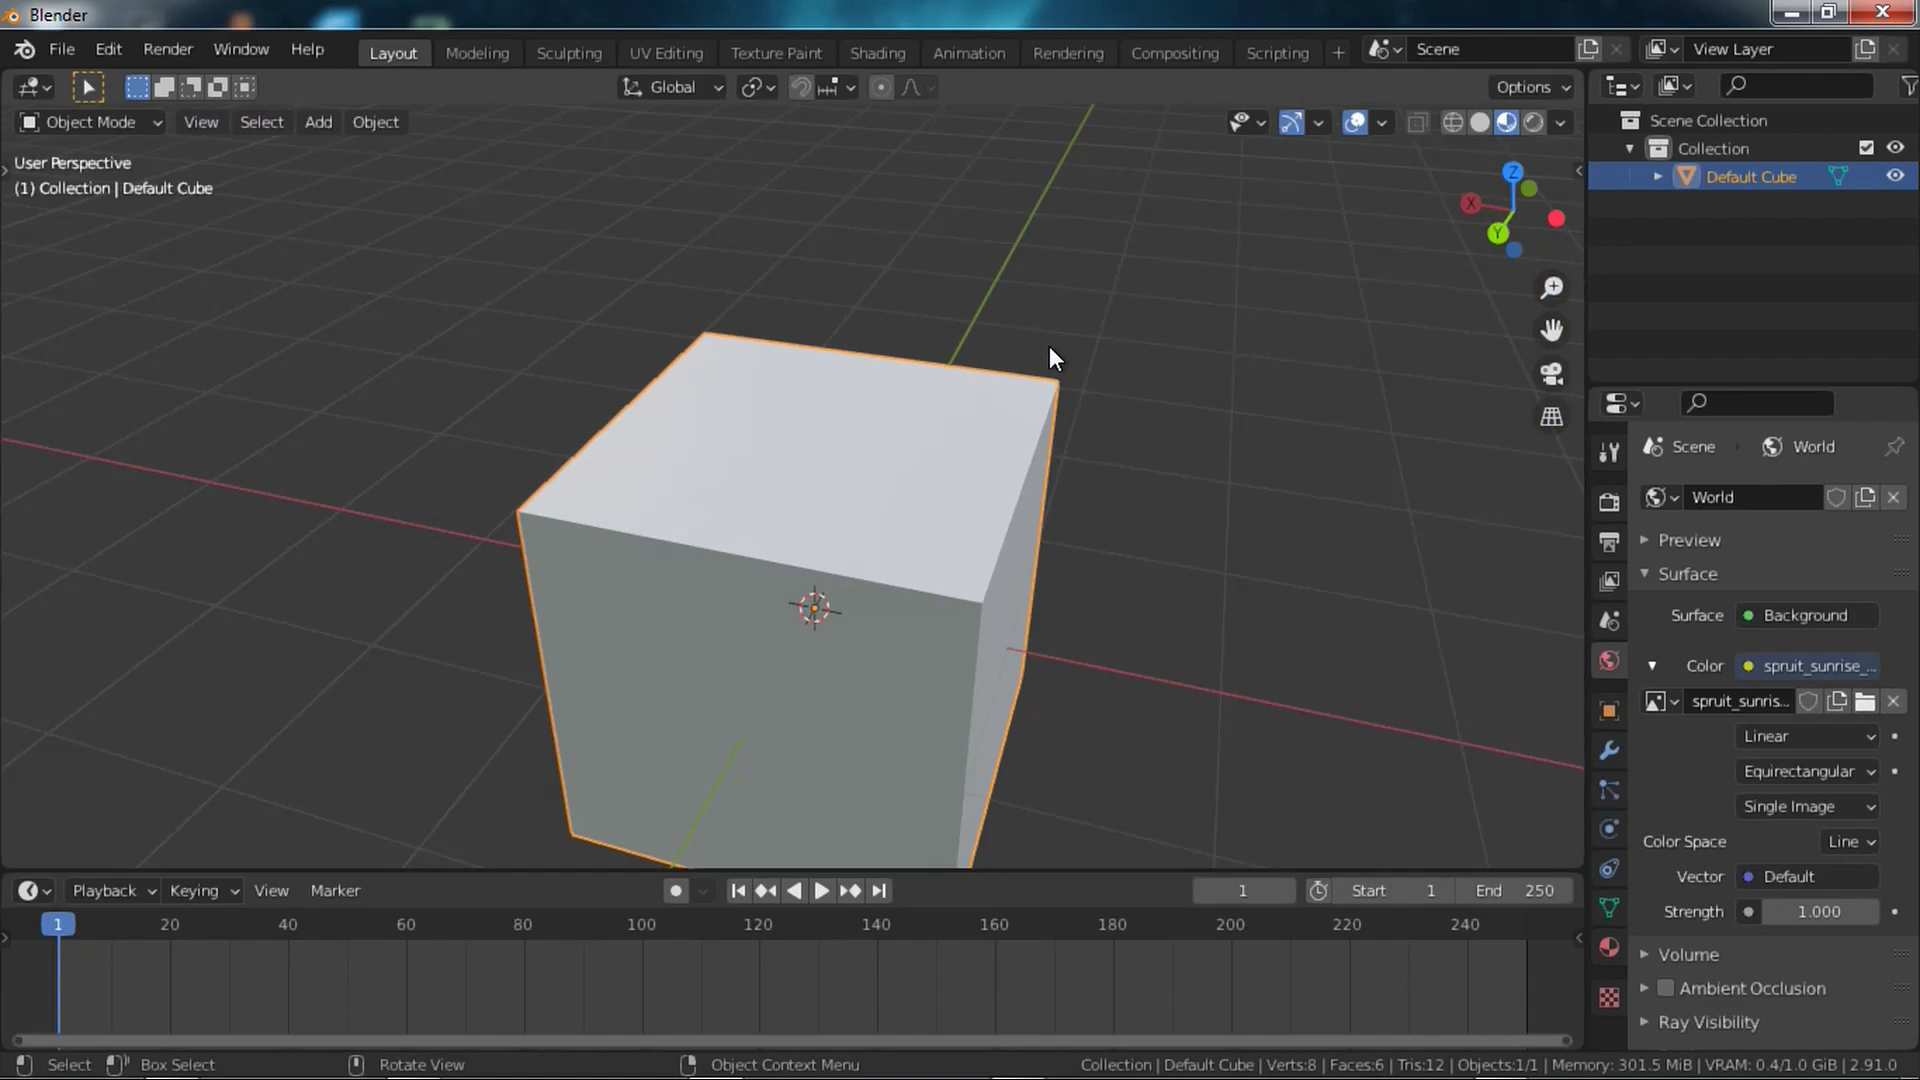 Blender
File Edit Render Window Help Layout Modeling Sculpting UV Editing Texture Paint Shading Animation Rendering Compositing Scripting + Scene View Layer
Global Options
Object Mode View Select Add Object
User Perspective
(1) Collection | Default Cube
Z
X
Y
Scene Collection
Collection
Default Cube
Scene World
World
Preview
Surface
Surface Background
Color spruit_sunrise_...
spruit_sunris...
Linear
Equirectangular
Single Image
Color Space Line
Vector Default
Strength 1.000
Volume
Ambient Occlusion
Ray Visibility
Playback Keying View Marker 1 Start 1 End 250
1 20 40 60 80 100 120 140 160 180 200 220 240
Select Box Select Rotate View Object Context Menu Collection | Default Cube | Verts:8 | Faces:6 | Tris:12 | Objects:1/1 | Memory: 301.5 MiB | VRAM: 0.4/1.0 GiB | 2.91.0